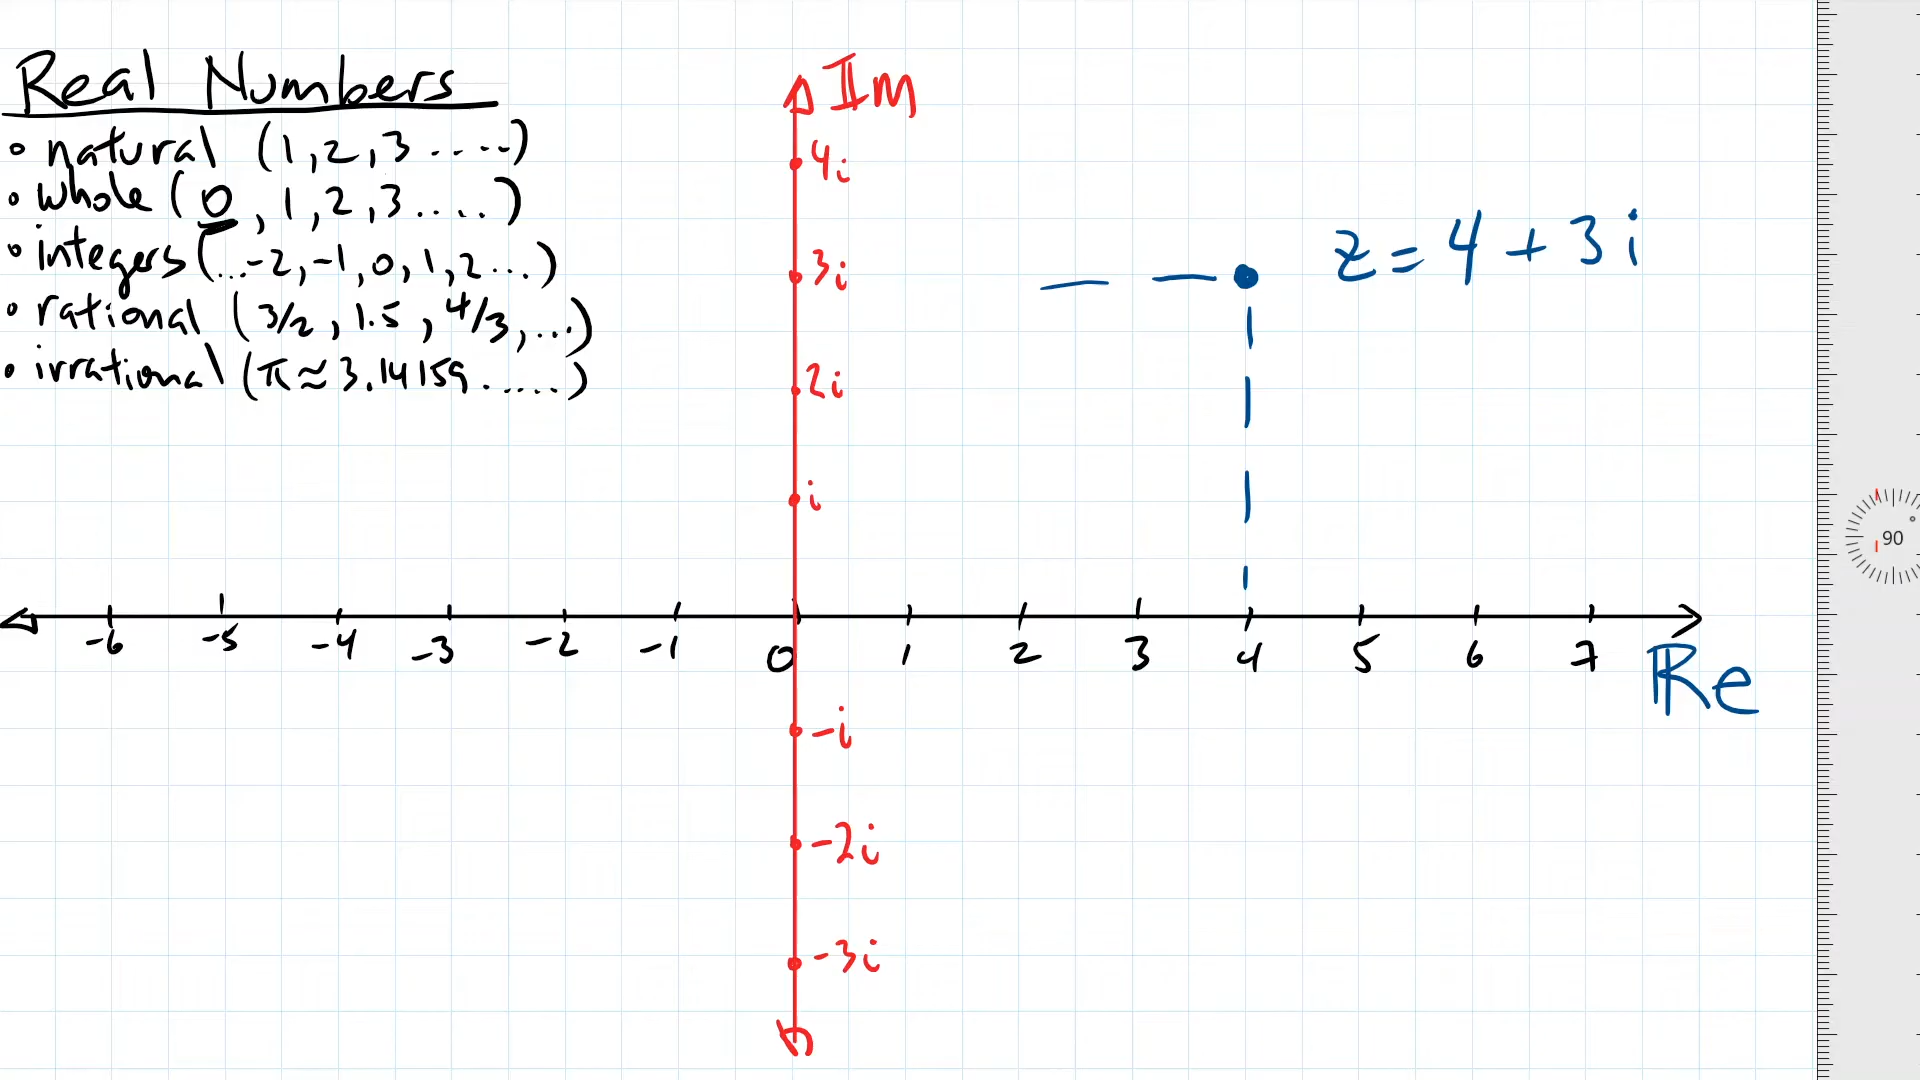 Real Numbers
• natural (1,2,3.....)
• whole (0,1,2,3....)
• integers (...-2,-1,0,1,2...)
• rational (3/2, 1.5, 4/3, ...)
• irrational (π≈3.14159......)
Im
4i
3i
z=4+3i
2i
i
-6 -5 -4 -3 -2 -1 0 1 2 3 4 5 6 7
Re
-i
-2i
-3i
90°